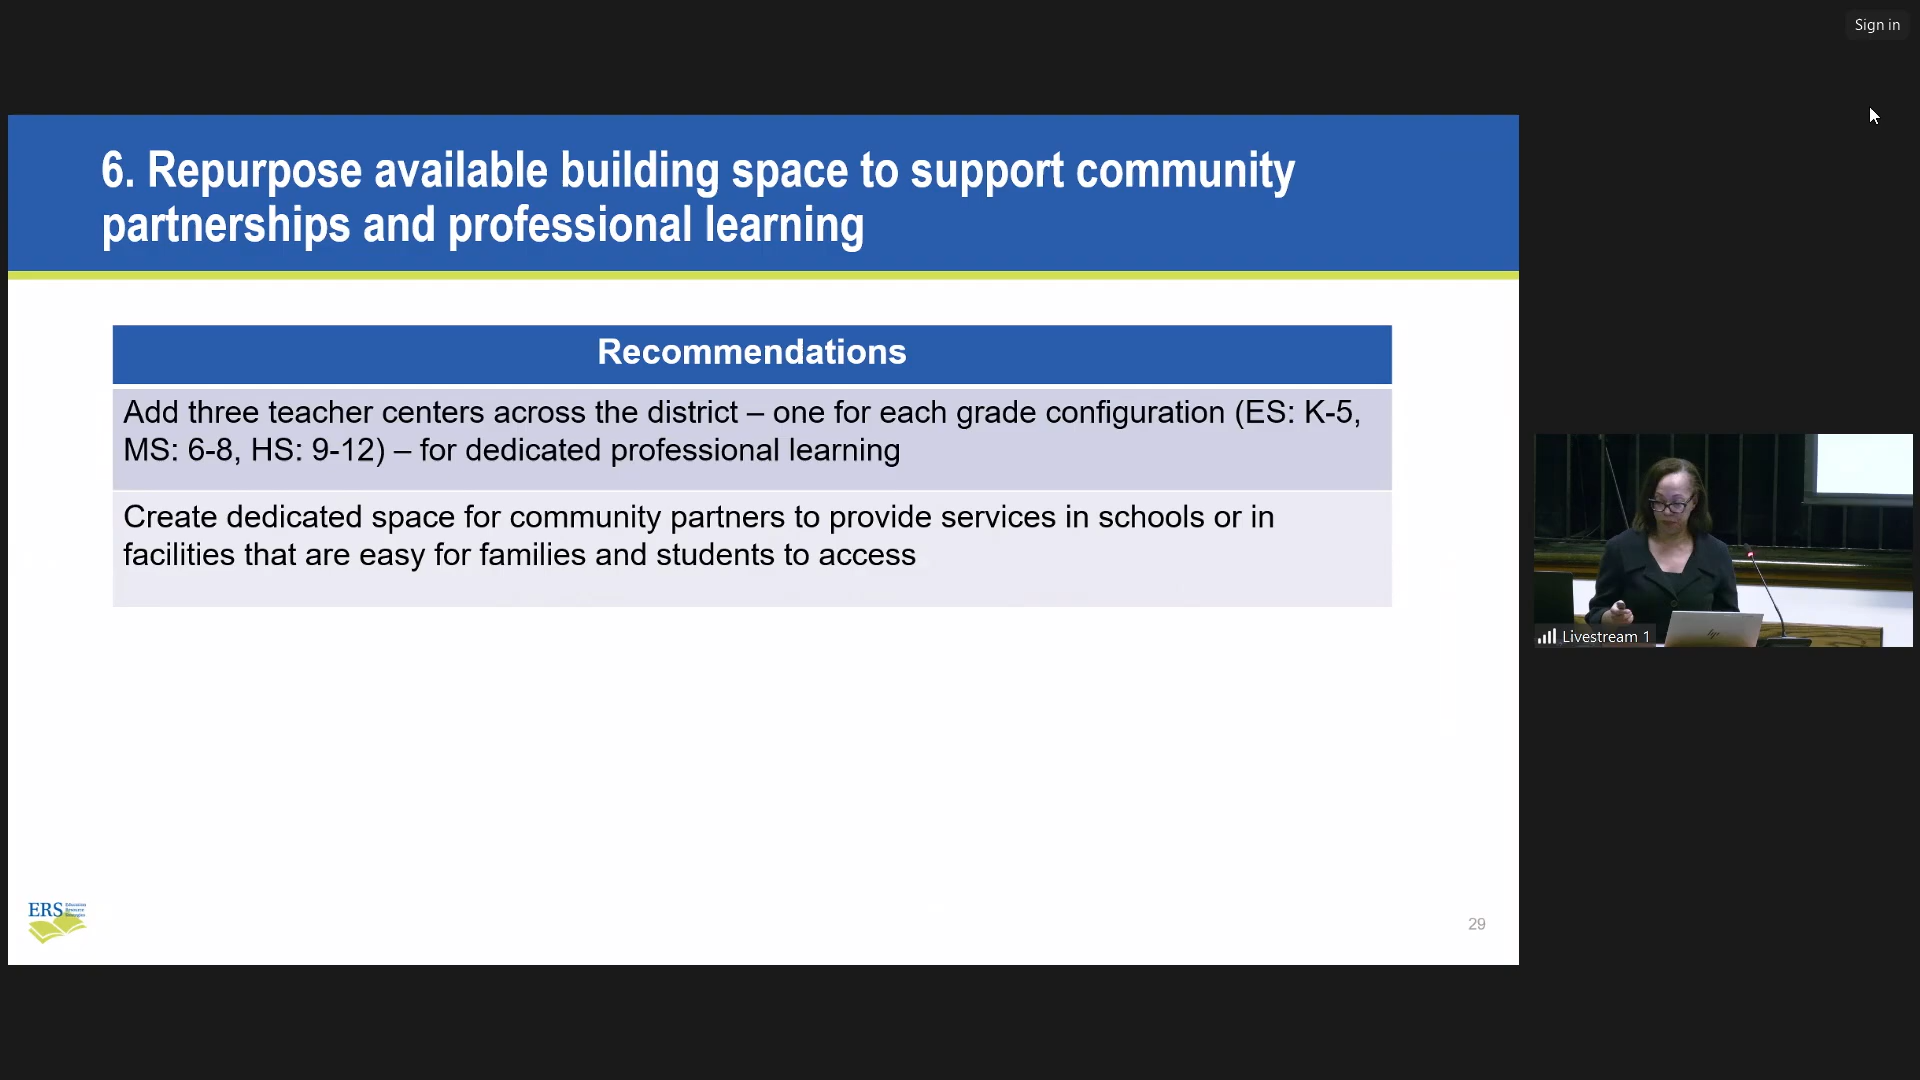 Sign in
6. Repurpose available building space to support community
partnerships and professional learning
Recommendations
Add three teacher centers across the district – one for each grade configuration (ES: K-5,
MS: 6-8, HS: 9-12) – for dedicated professional learning
Create dedicated space for community partners to provide services in schools or in
facilities that are easy for families and students to access
Livestream 1
ERS
Education
Resource
Strategies
29